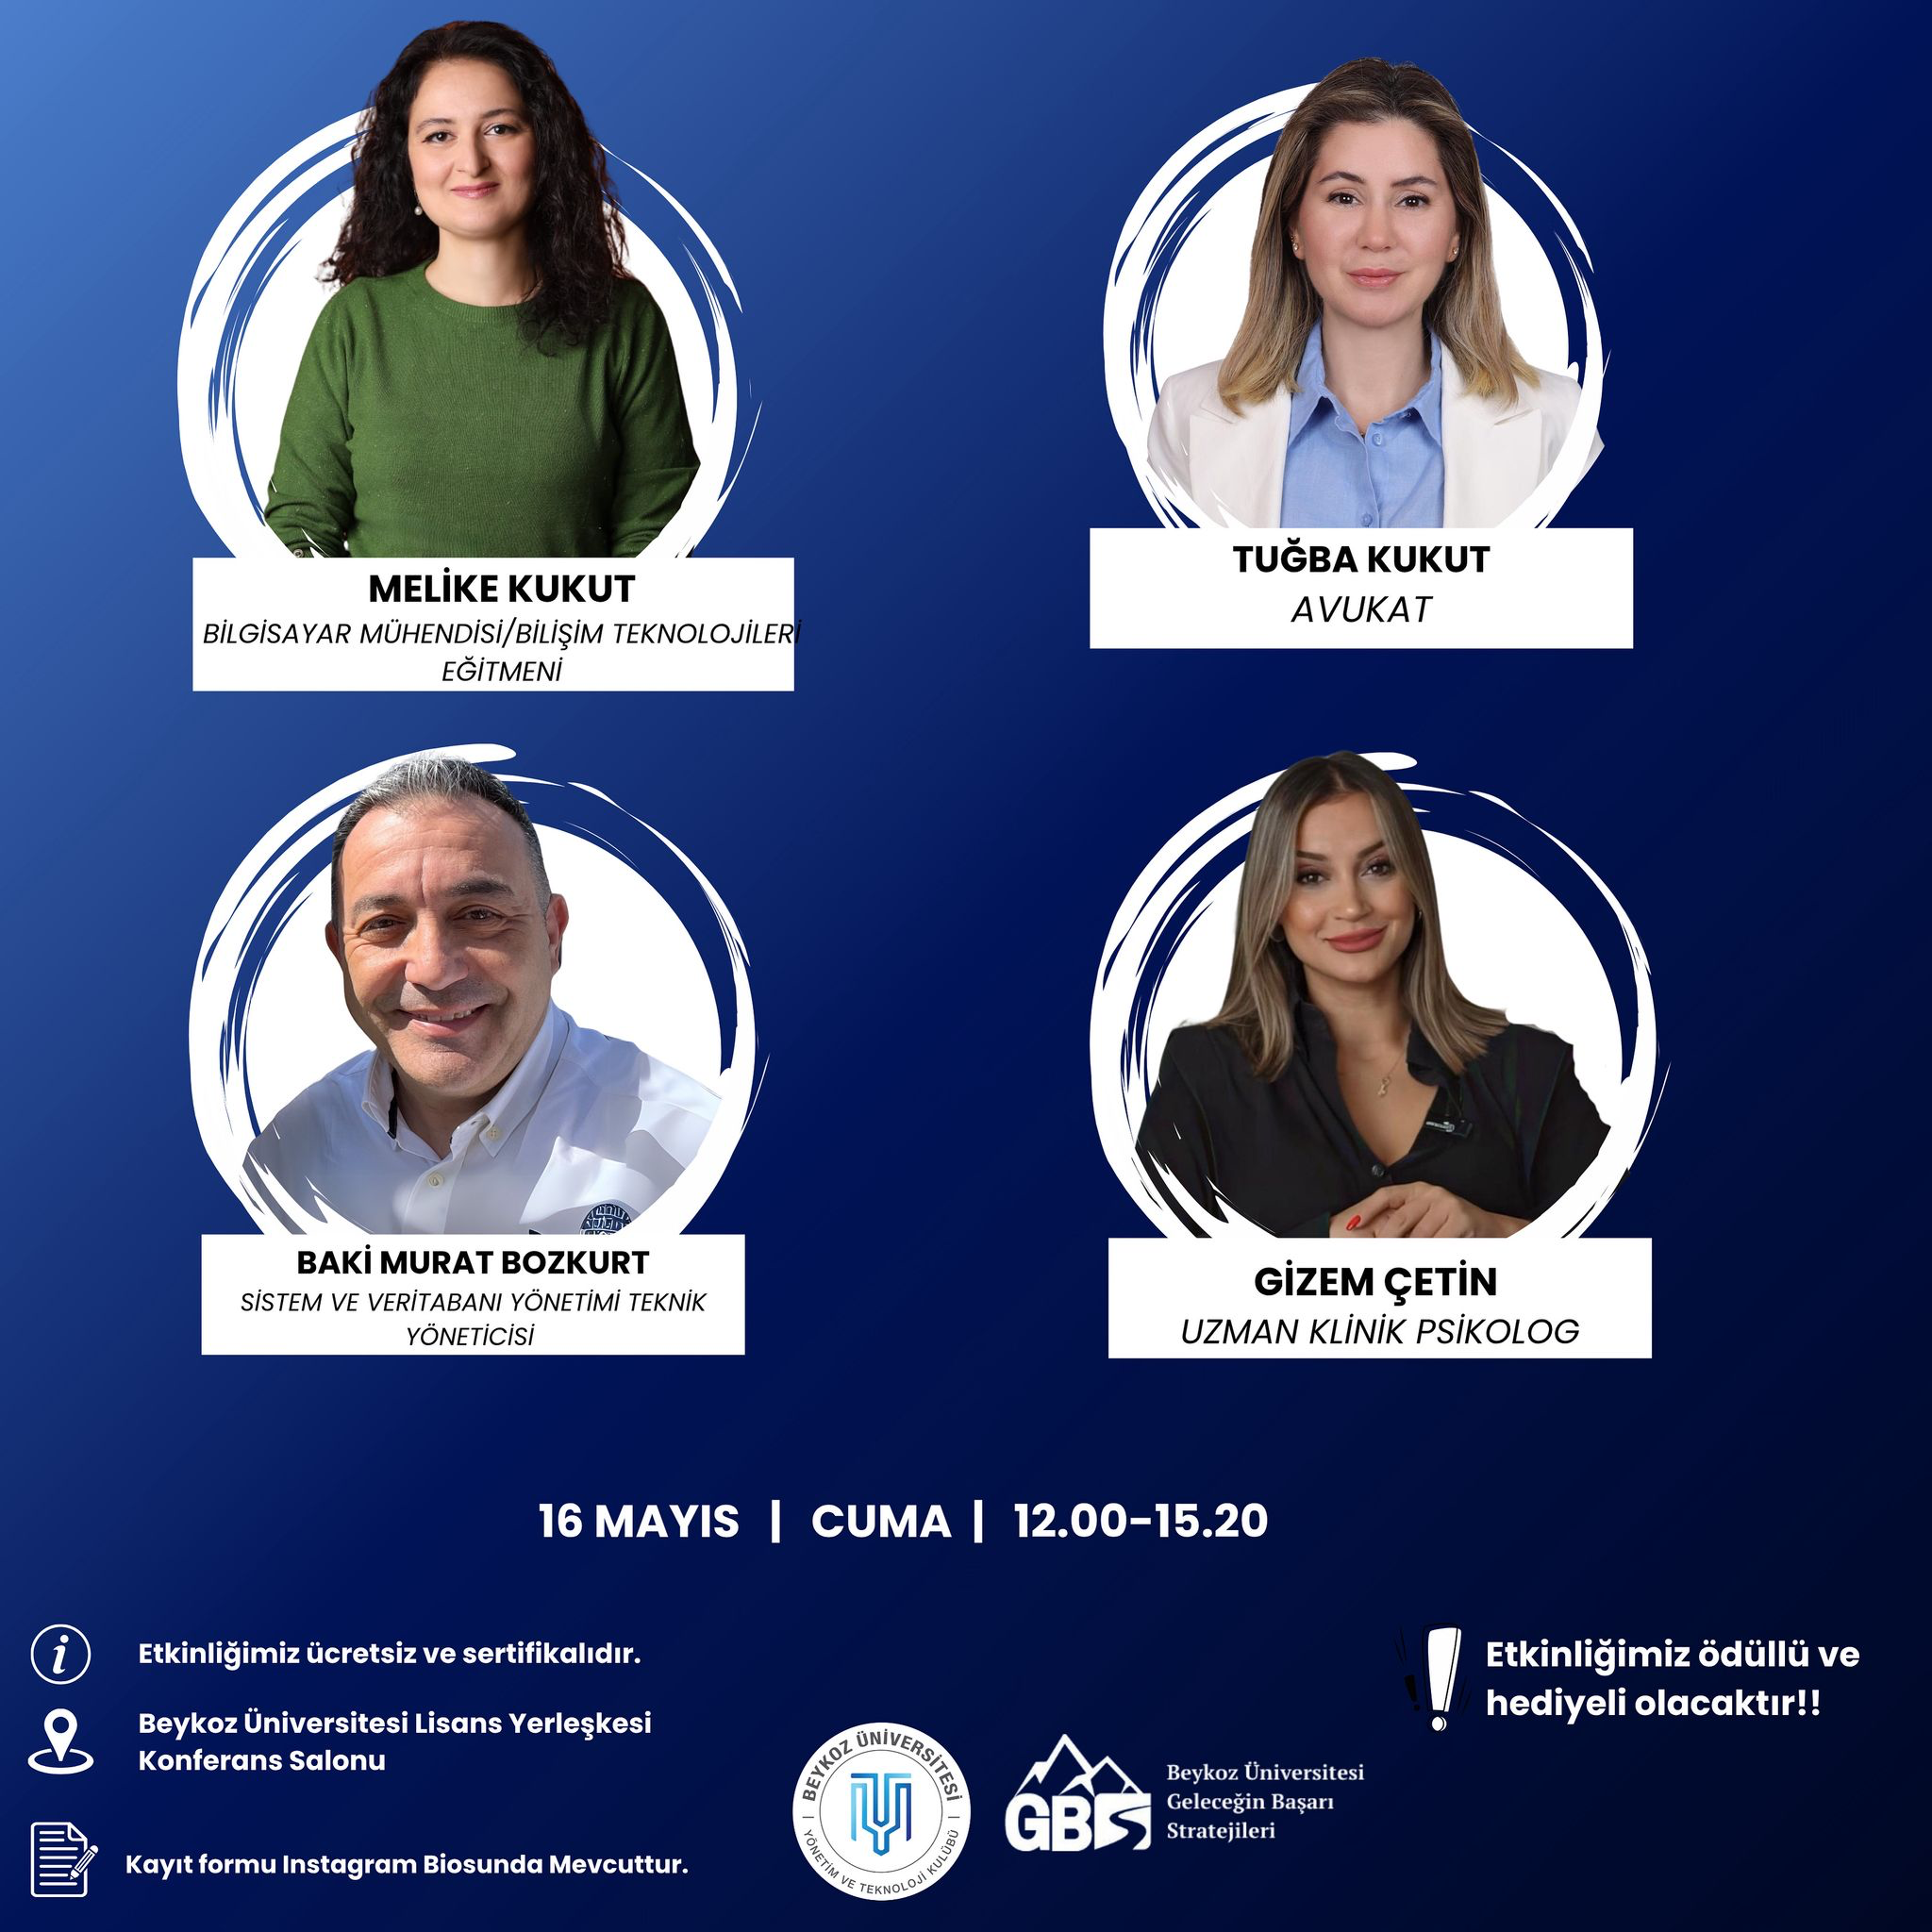 MELİKE KUKUT
BİLGİSAYAR MÜHENDİSİ/BİLİŞİM TEKNOLOJİLERİ
EĞİTMENİ
TUĞBA KUKUT
AVUKAT
BAKİ MURAT BOZKURT
SİSTEM VE VERİTABANI YÖNETİMİ TEKNİK
YÖNETİCİSİ
GİZEM ÇETİN
UZMAN KLİNİK PSİKOLOG
16 MAYIS | CUMA | 12.00-15.20
Etkinliğimiz ücretsiz ve sertifikalıdır.
Beykoz Üniversitesi Lisans Yerleşkesi
Konferans Salonu
Kayıt formu Instagram Biosunda Mevcuttur.
BEYKOZ ÜNİVERSİTESİ
YÖNETİM VE TEKNOLOJİ KULÜBÜ
GBS
Beykoz Üniversitesi
Geleceğin Başarı
Stratejileri
Etkinliğimiz ödüllü ve
hediyeli olacaktır!!